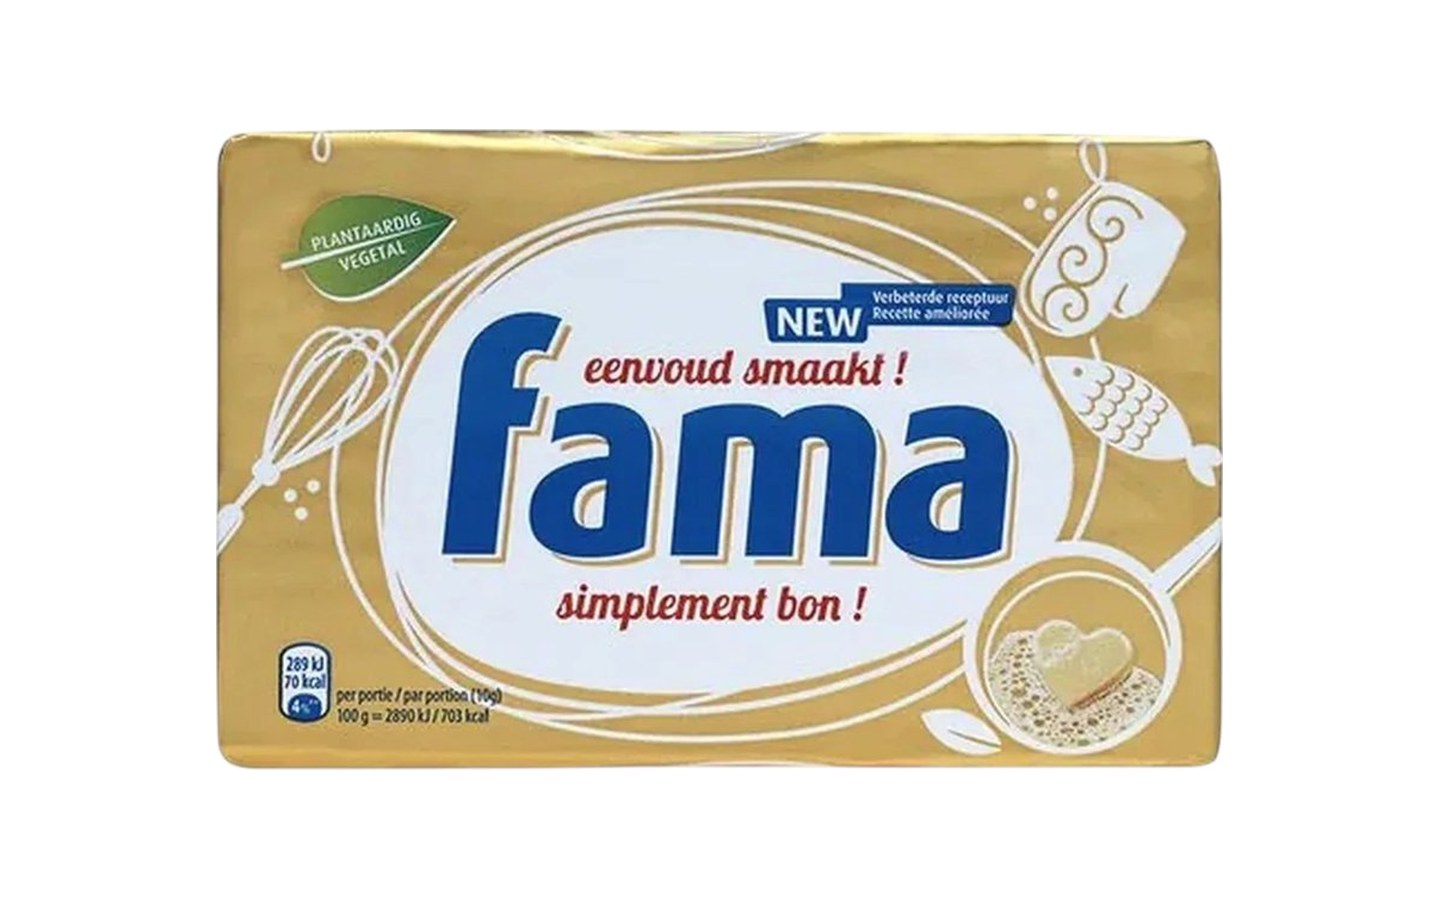 PLANTAARDIG
VEGETAL
NEW
Verbeterde receptuur
Recette améliorée
eenvoud smaakt !
fama
simplement bon !
289 kJ
70 kcal
4%**
per portie / par portion (10g)
100 g = 2890 kJ / 703 kcal